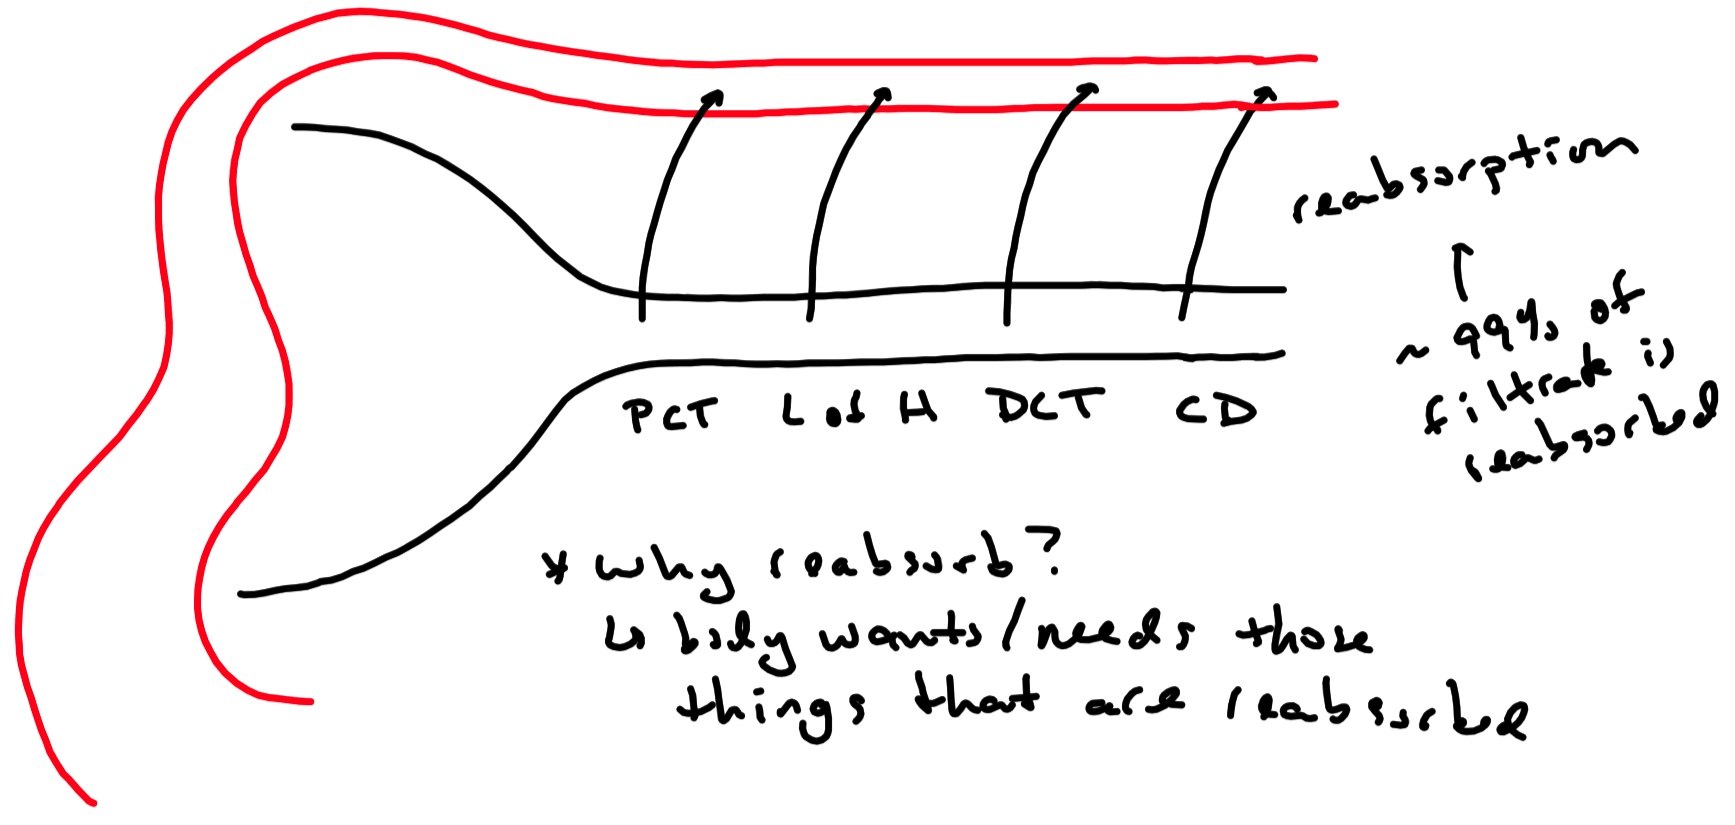 reabsorption
~ 99% of
filtrate is
reabsorbed
PCT L of H DCT CD
* why reabsorb?
↳ body wants/needs those
things that are reabsorbed